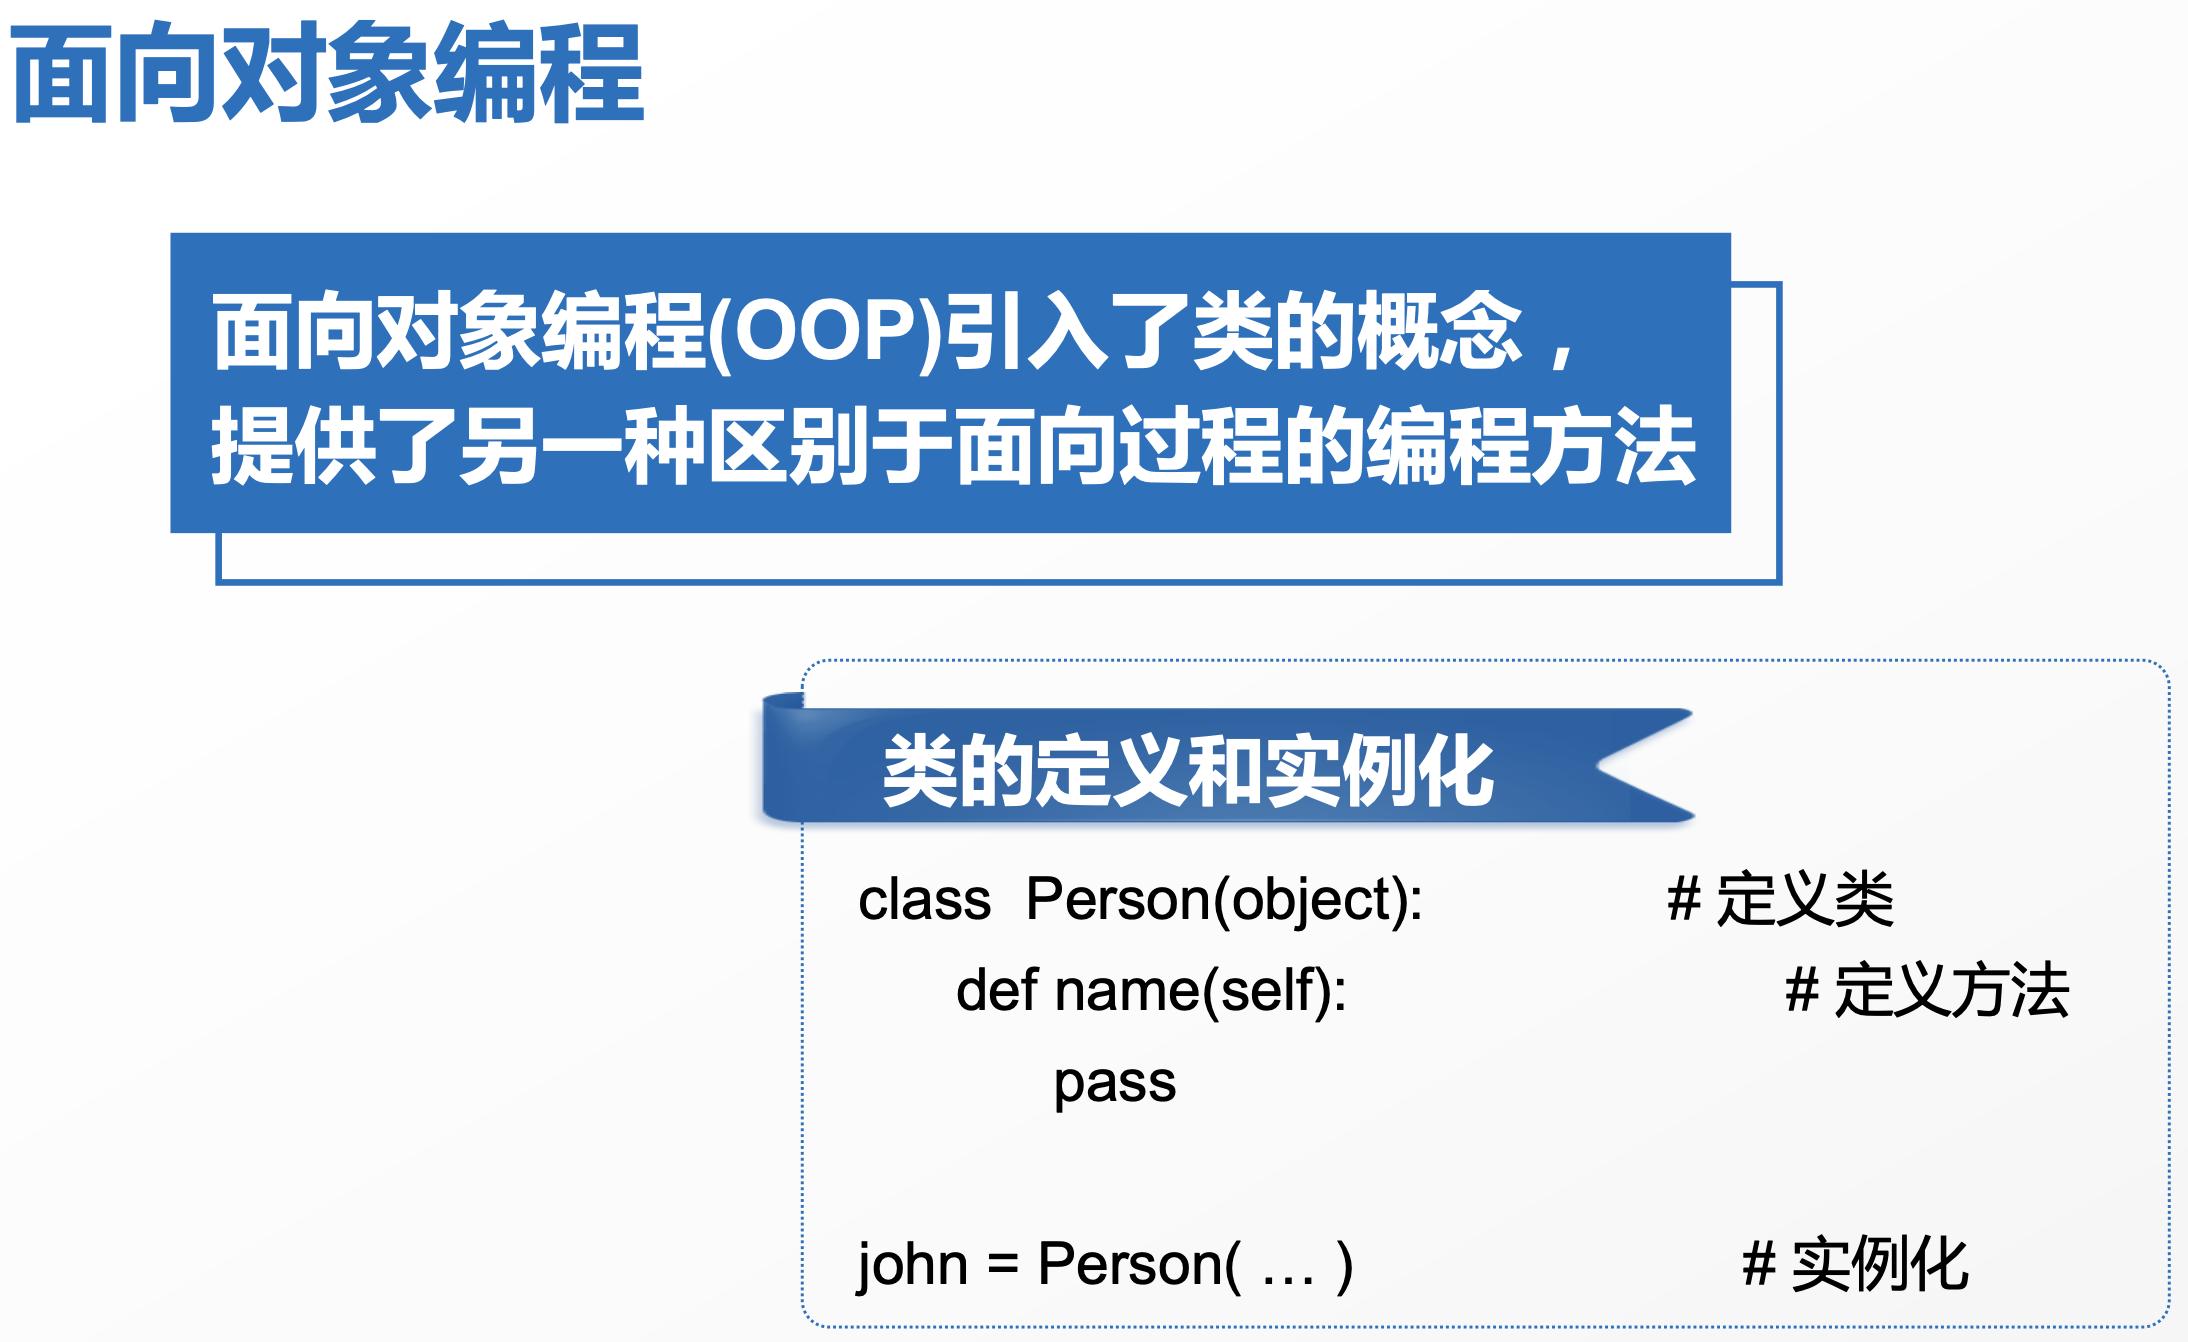 面向对象编程
面向对象编程(OOP)引入了类的概念，
提供了另一种区别于面向过程的编程方法
类的定义和实例化
class  Person(object): # 定义类
def name(self): # 定义方法
pass
john = Person( … ) # 实例化